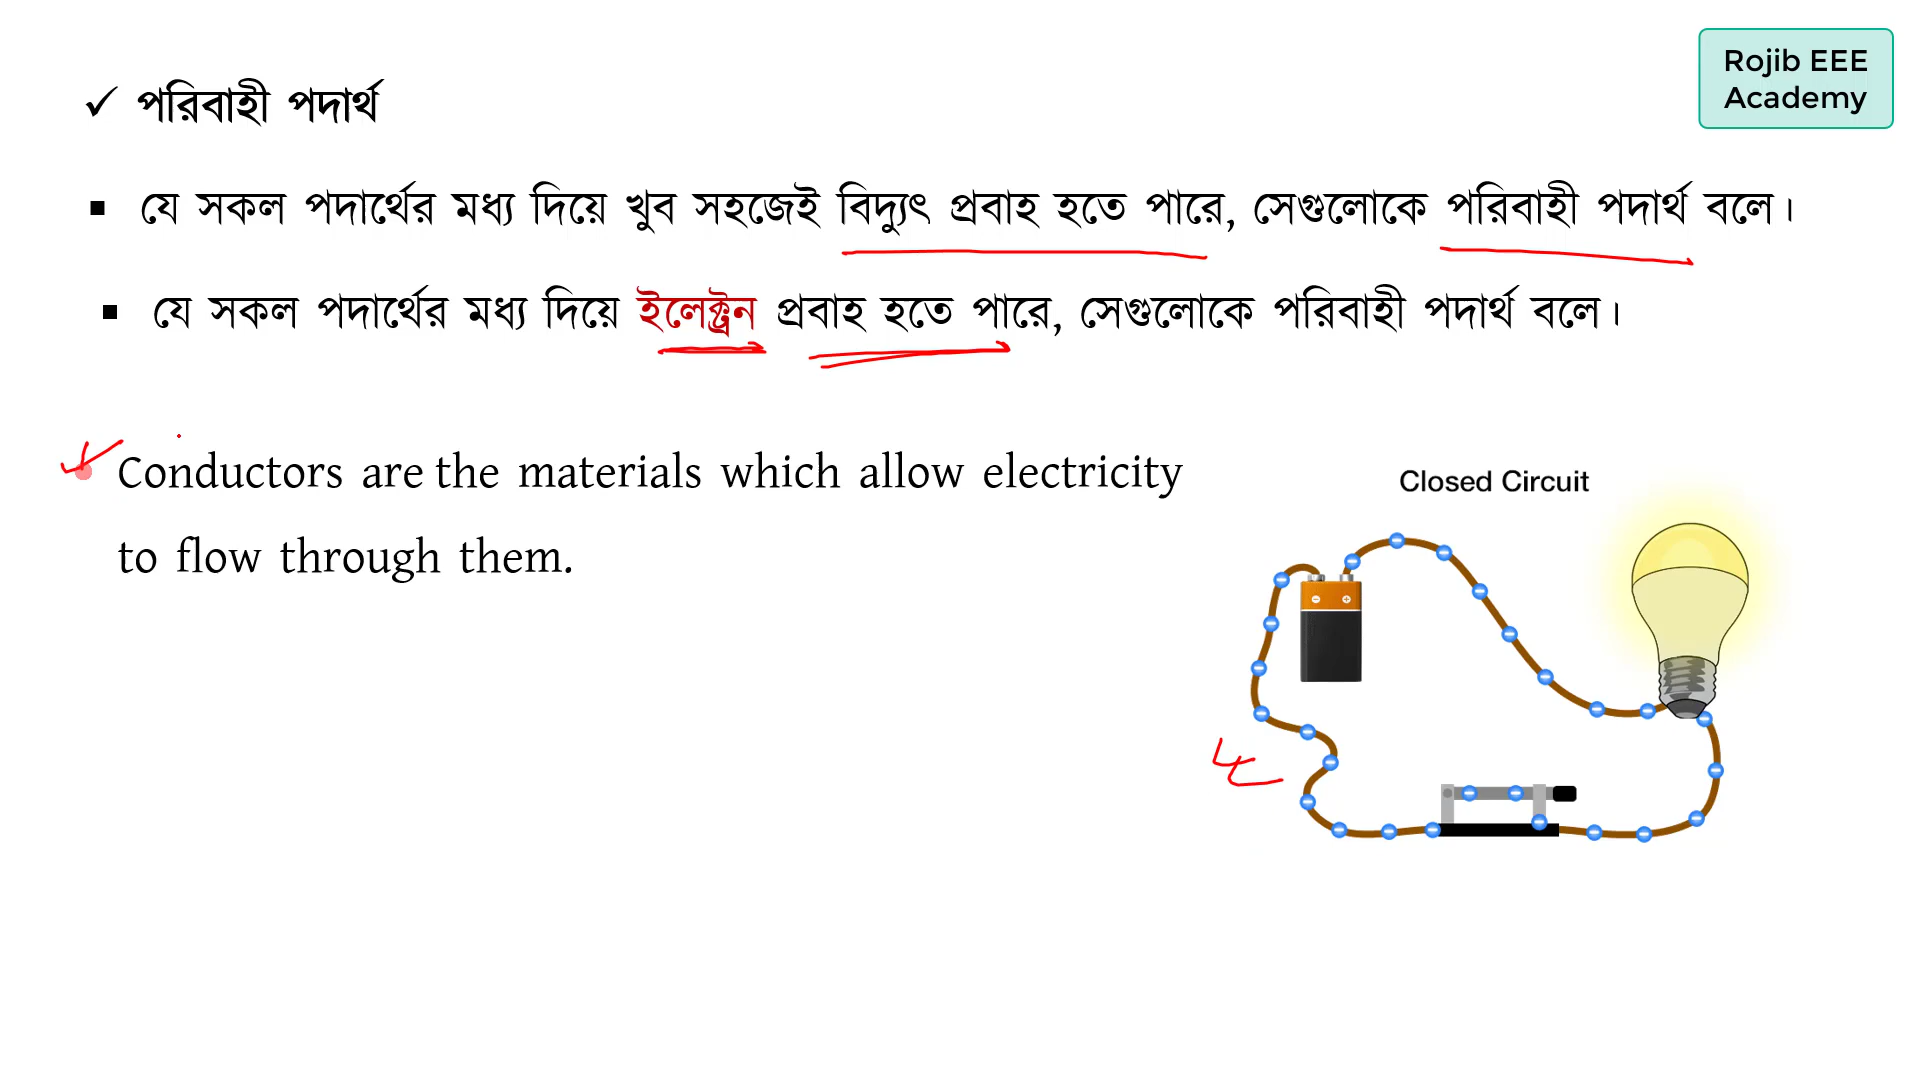 Rojib EEE
Academy
✓ পরিবাহী পদার্থ
▪ যে সকল পদার্থের মধ্য দিয়ে খুব সহজেই বিদ্যুৎ প্রবাহ হতে পারে, সেগুলোকে পরিবাহী পদার্থ বলে।
▪ যে সকল পদার্থের মধ্য দিয়ে ইলেক্ট্রন প্রবাহ হতে পারে, সেগুলোকে পরিবাহী পদার্থ বলে।
Conductors are the materials which allow electricity
to flow through them.
Closed Circuit